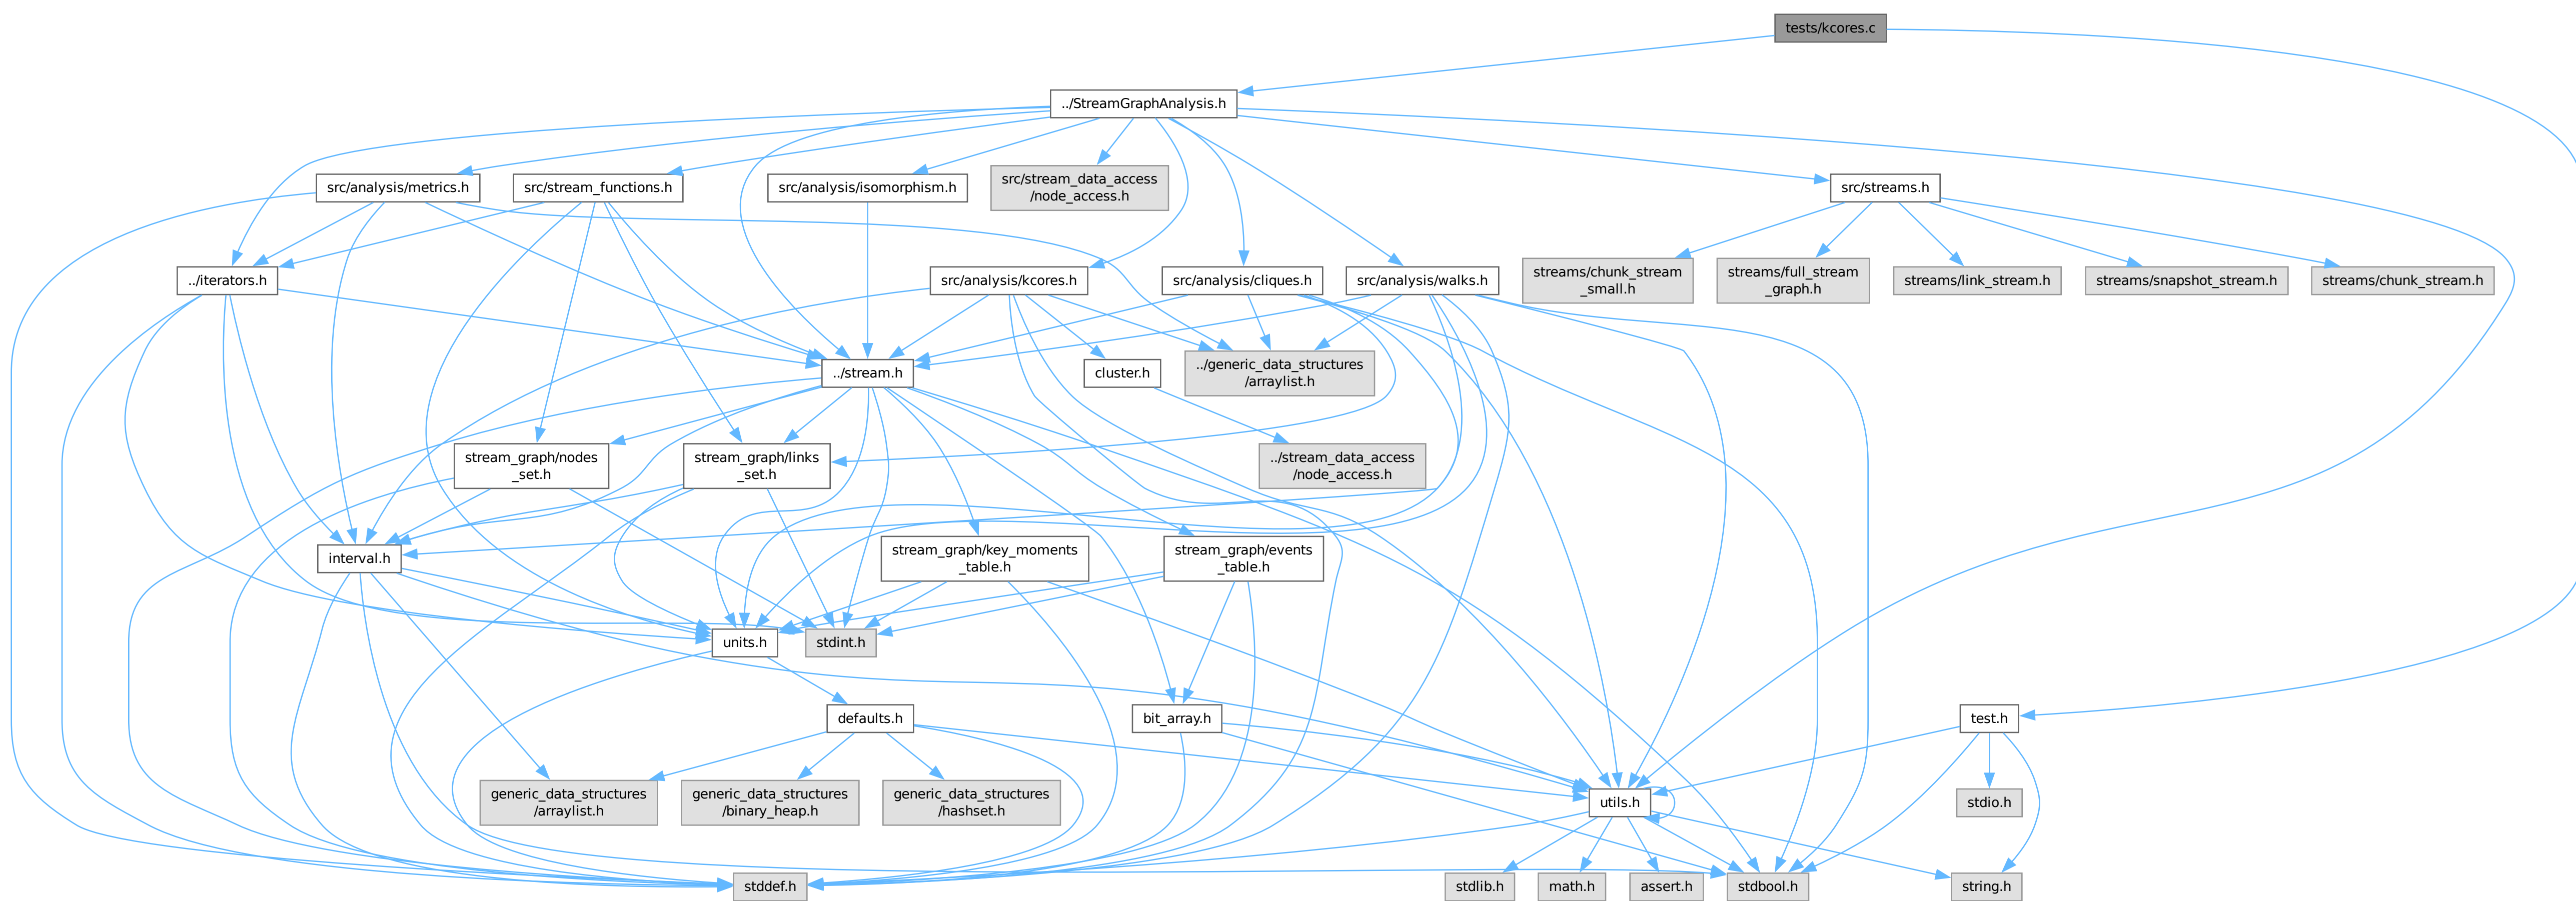 tests/kcores.c
../StreamGraphAnalysis.h
src/analysis/metrics.h
src/stream_functions.h
src/analysis/isomorphism.h
src/stream_data_access
/node_access.h
src/streams.h
../iterators.h
src/analysis/kcores.h
src/analysis/cliques.h
src/analysis/walks.h
streams/chunk_stream
_small.h
streams/full_stream
_graph.h
streams/link_stream.h
streams/snapshot_stream.h
streams/chunk_stream.h
../stream.h
cluster.h
../generic_data_structures
/arraylist.h
stream_graph/nodes
_set.h
stream_graph/links
_set.h
../stream_data_access
/node_access.h
interval.h
stream_graph/key_moments
_table.h
stream_graph/events
_table.h
units.h
stdint.h
defaults.h
bit_array.h
test.h
generic_data_structures
/arraylist.h
generic_data_structures
/binary_heap.h
generic_data_structures
/hashset.h
utils.h
stdio.h
stddef.h
stdlib.h
math.h
assert.h
stdbool.h
string.h